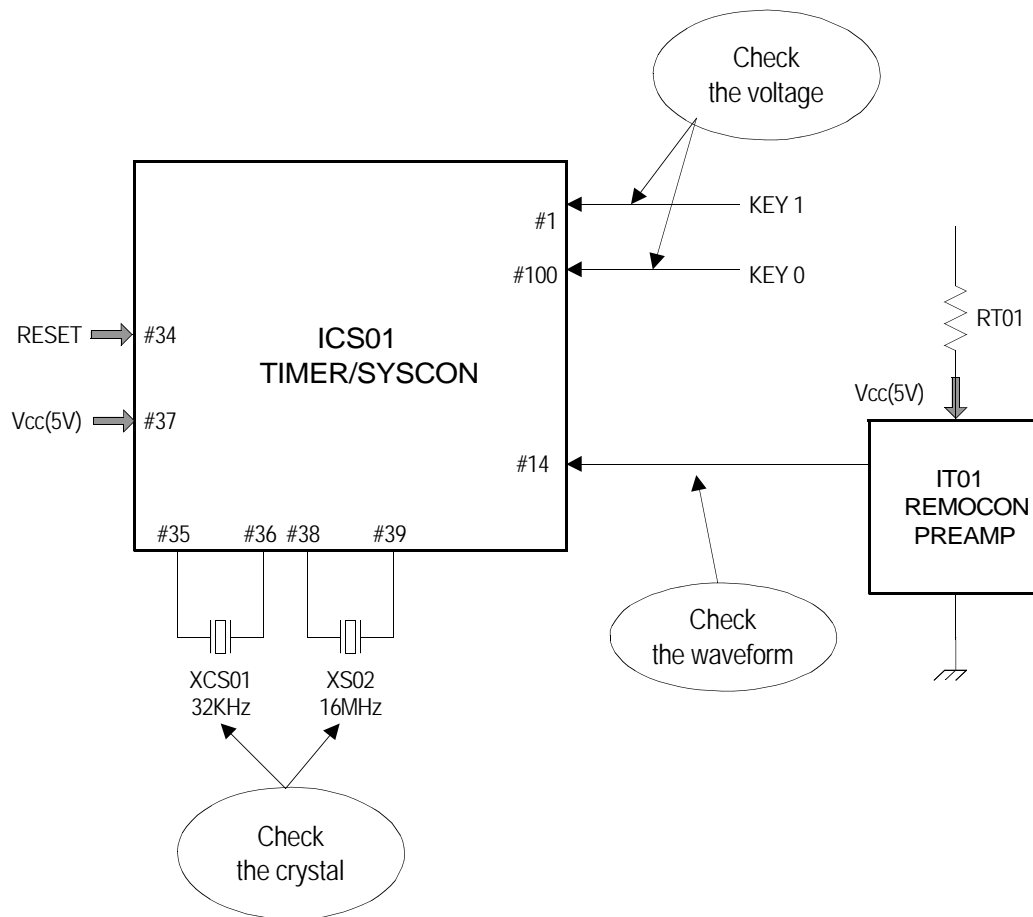 Check
the voltage
#1
KEY 1
#100
KEY 0
RESET
#34
ICS01
TIMER/SYSCON
RT01
Vcc(5V)
#37
Vcc(5V)
#14
IT01
REMOCON
PREAMP
#35
#36
#38
#39
Check
the waveform
XCS01
32KHz
XS02
16MHz
Check
the crystal